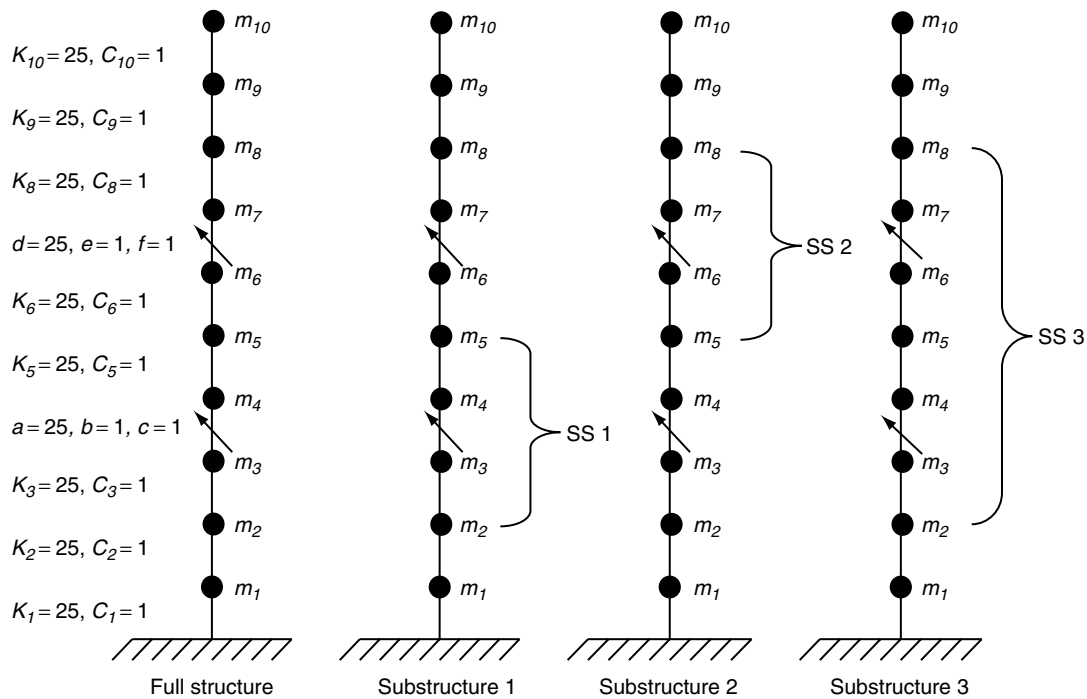 m10 m10 m10 m10
K10 = 25, C10 = 1
m9 m9 m9 m9
K9 = 25, C9 = 1
m8 m8 m8 m8
K8 = 25, C8 = 1
m7 m7 m7 m7
d = 25, e = 1, f = 1
SS 2
m6 m6 m6 m6
K6 = 25, C6 = 1
m5 m5 m5 m5
SS 3
K5 = 25, C5 = 1
m4 m4 m4 m4
a = 25, b = 1, c = 1
SS 1
m3 m3 m3 m3
K3 = 25, C3 = 1
m2 m2 m2 m2
K2 = 25, C2 = 1
m1 m1 m1 m1
K1 = 25, C1 = 1
Full structure Substructure 1 Substructure 2 Substructure 3